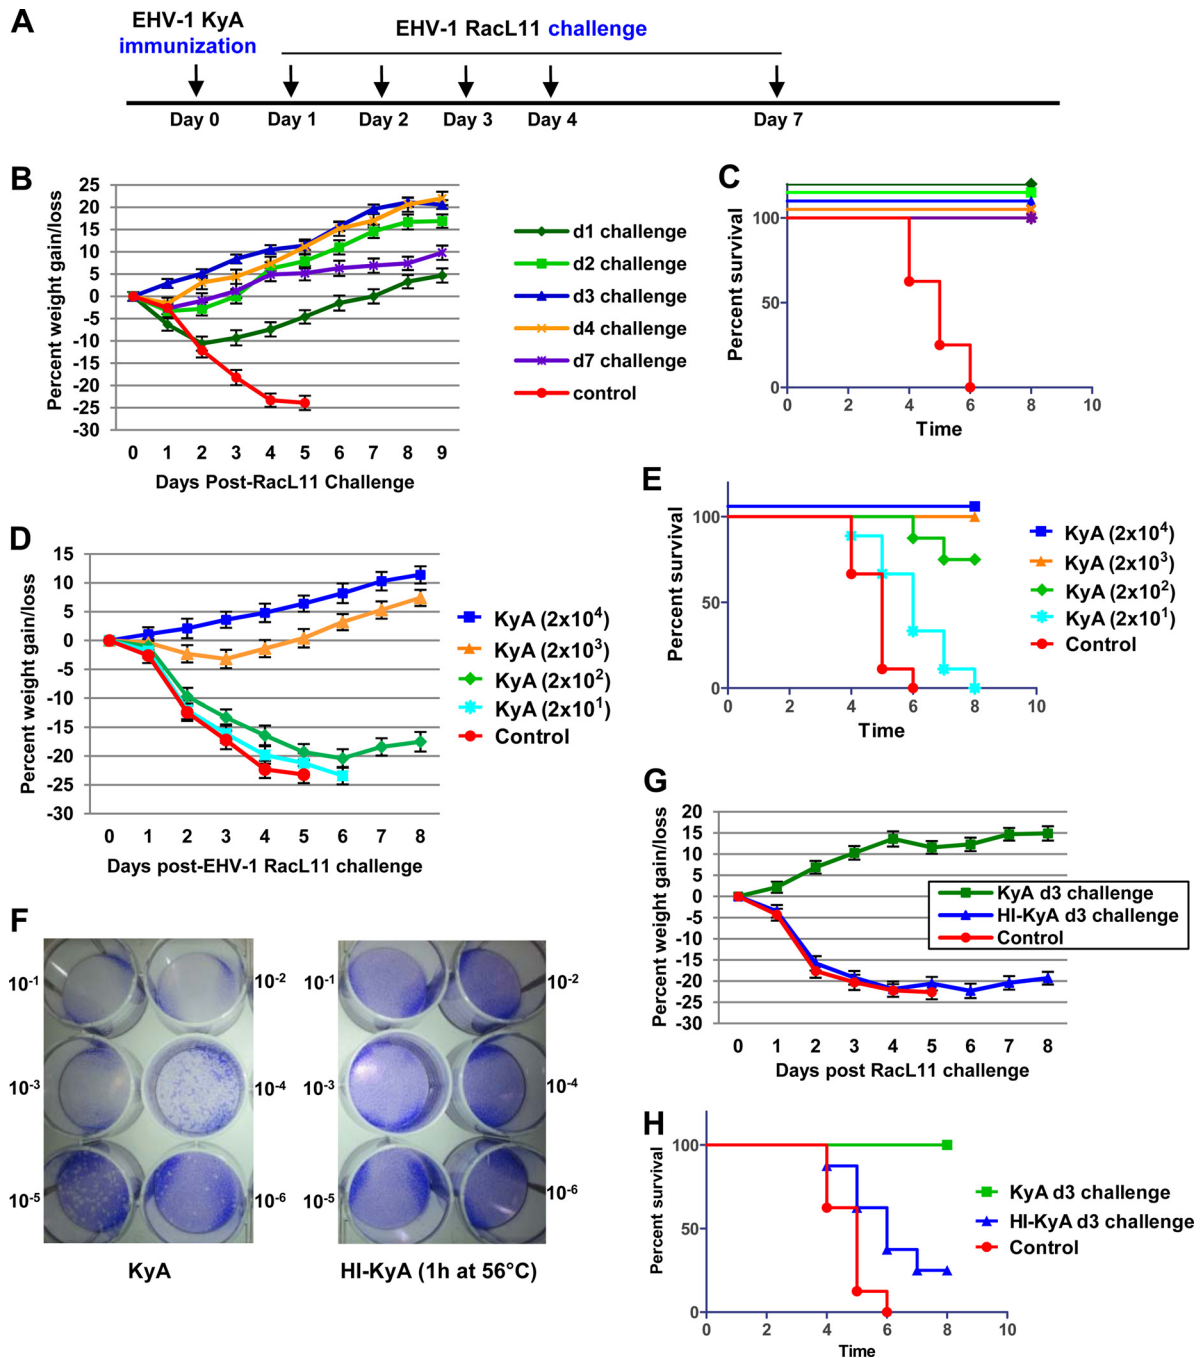 A
EHV-1 KyA
immunization
EHV-1 RacL11 challenge
Day 0
Day 1
Day 2
Day 3
Day 4
Day 7
B
Percent weight gain/loss
25
20
15
10
5
0
-5
-10
-15
-20
-25
-30
0 1 2 3 4 5 6 7 8 9
Days Post-RacL11 Challenge
d1 challenge
d2 challenge
d3 challenge
d4 challenge
d7 challenge
control
C
Percent survival
100
50
0
0 2 4 6 8 10
Time
D
Percent weight gain/loss
15
10
5
0
-5
-10
-15
-20
-25
-30
0 1 2 3 4 5 6 7 8
Days post-EHV-1 RacL11 challenge
KyA (2x10⁴)
KyA (2x10³)
KyA (2x10²)
KyA (2x10¹)
Control
E
Percent survival
100
50
0
0 2 4 6 8 10
Time
KyA (2x10⁴)
KyA (2x10³)
KyA (2x10²)
KyA (2x10¹)
Control
F
10⁻¹
10⁻²
10⁻³
10⁻⁴
10⁻⁵
10⁻⁶
KyA
10⁻¹
10⁻²
10⁻³
10⁻⁴
10⁻⁵
10⁻⁶
HI-KyA (1h at 56°C)
G
Percent weight gain/loss
20
15
10
5
0
-5
-10
-15
-20
-25
-30
0 1 2 3 4 5 6 7 8
Days post RacL11 challenge
KyA d3 challenge
HI-KyA d3 challenge
Control
H
Percent survival
100
50
0
0 2 4 6 8 10
Time
KyA d3 challenge
HI-KyA d3 challenge
Control